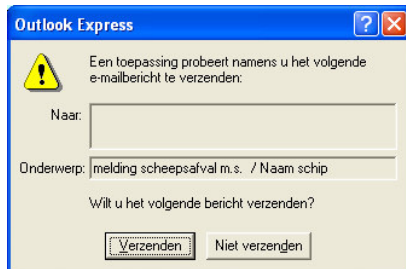 Outlook Express
Een toepassing probeert namens u het volgende
e-mailbericht te verzenden:
Naar:
Onderwerp: melding scheepsafval m.s. / Naam schip
Wilt u het volgende bericht verzenden?
Verzenden Niet verzenden